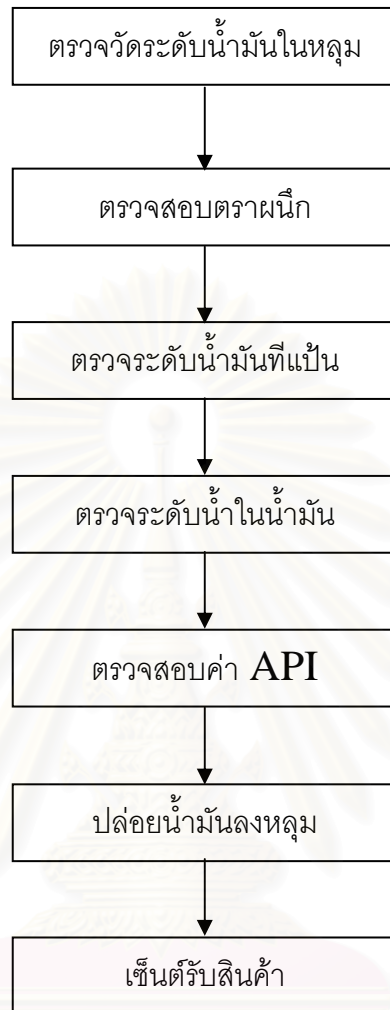 ตรวจวัดระดับน้ำมันในหลุม
ตรวจสอบตราผนึก
ตรวจระดับน้ำมันทีแป้น
ตรวจระดับน้ำในน้ำมัน
ตรวจสอบค่า API
ปล่อยน้ำมันลงหลุม
เซ็นต์รับสินค้า